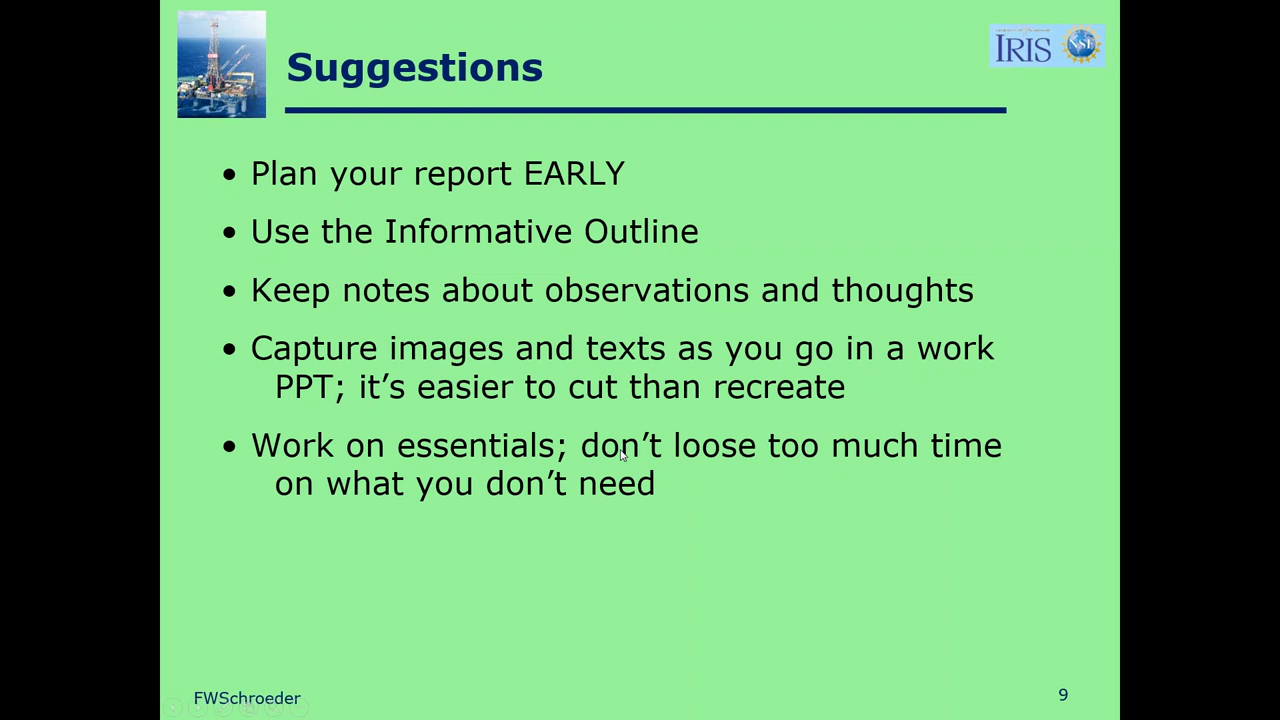 Suggestions
IRIS
NSF
• Plan your report EARLY
• Use the Informative Outline
• Keep notes about observations and thoughts
• Capture images and texts as you go in a work
PPT; it’s easier to cut than recreate
• Work on essentials; don’t loose too much time
on what you don’t need
FWSchroeder
9